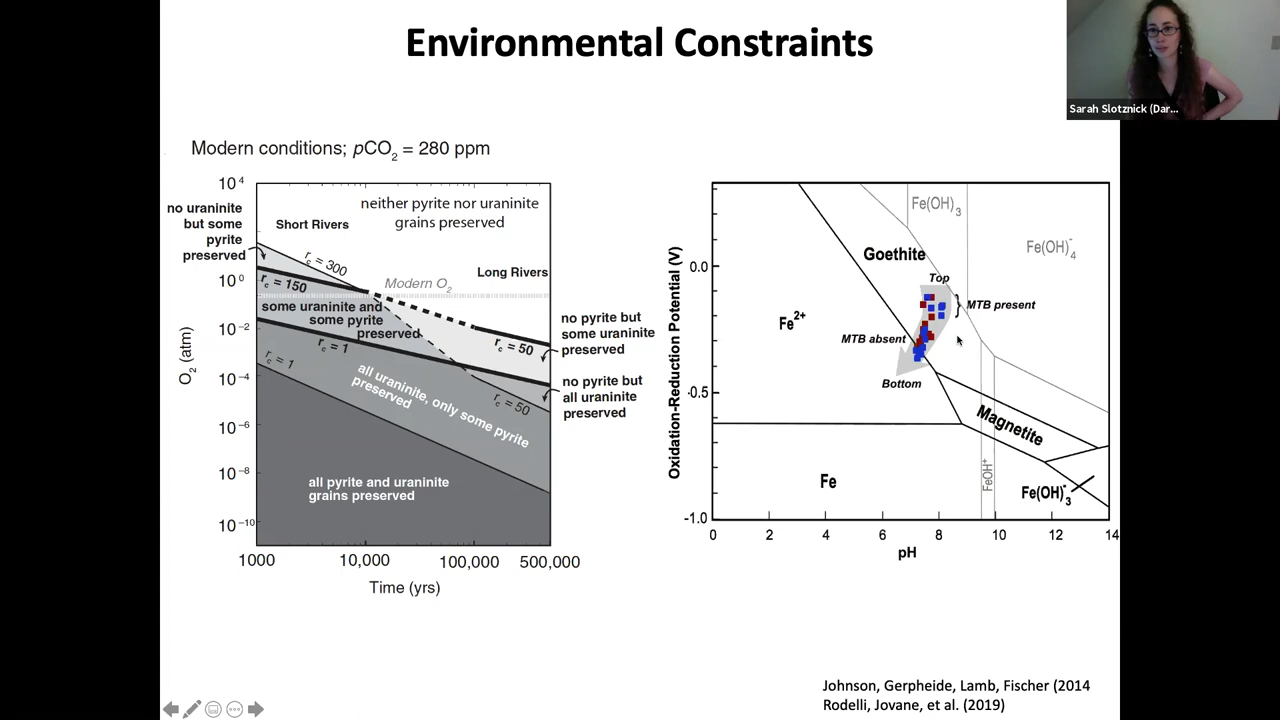 Environmental Constraints
Sarah Slotznick (Dar...
Modern conditions; pCO2 = 280 ppm
10⁴
10⁰
10⁻²
10⁻⁴
10⁻⁶
10⁻⁸
10⁻¹⁰
O2 (atm)
1000
10,000
100,000
500,000
Time (yrs)
no uraninite
but some
pyrite
preserved
Short Rivers
neither pyrite nor uraninite
grains preserved
Long Rivers
rc = 300
rc = 150
Modern O2
some uraninite and
some pyrite
preserved
rc = 1
rc = 50
no pyrite but
some uraninite
preserved
rc = 1
all uraninite, only some pyrite
preserved
rc = 50
no pyrite but
all uraninite
preserved
all pyrite and uraninite
grains preserved
Oxidation-Reduction Potential (V)
0.0
-0.5
-1.0
0
2
4
6
8
10
12
14
pH
Fe(OH)3
Fe(OH)4-
Goethite
Top
MTB present
Fe2+
MTB absent
Bottom
Magnetite
Fe
FeOH+
Fe(OH)3-
Johnson, Gerpheide, Lamb, Fischer (2014
Rodelli, Jovane, et al. (2019)